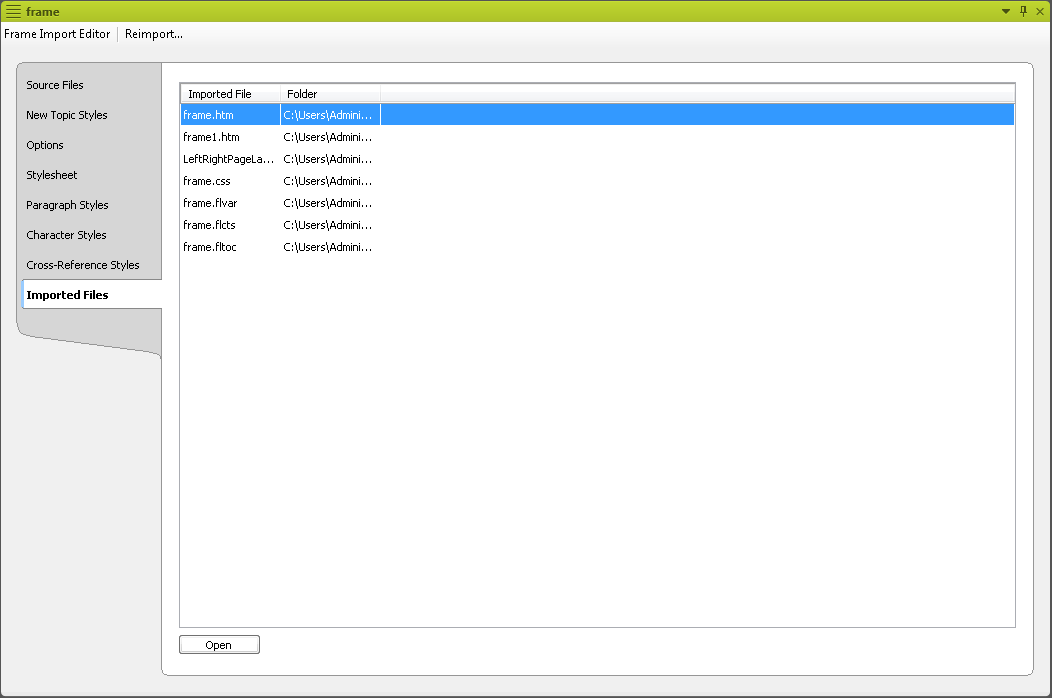 frame
Frame Import Editor Reimport...
Source Files
New Topic Styles
Options
Stylesheet
Paragraph Styles
Character Styles
Cross-Reference Styles
Imported Files
Imported File Folder
frame.htm C:\Users\Admini...
frame1.htm C:\Users\Admini...
LeftRightPageLa... C:\Users\Admini...
frame.css C:\Users\Admini...
frame.flvar C:\Users\Admini...
frame.flcts C:\Users\Admini...
frame.fltoc C:\Users\Admini...
Open